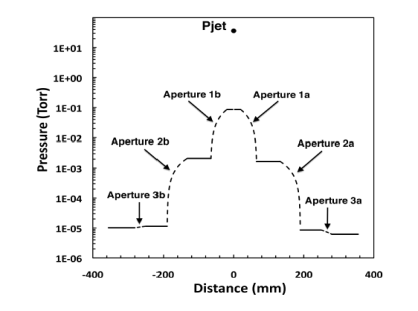 Pjet
1E+01
1E+00
1E-01
1E-02
1E-03
1E-04
1E-05
1E-06
Pressure (Torr)
Aperture 1b
Aperture 1a
Aperture 2b
Aperture 2a
Aperture 3b
Aperture 3a
-400
-200
0
200
400
Distance (mm)